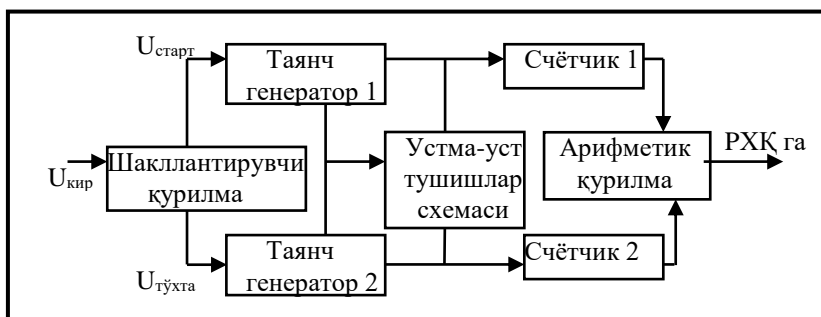 Uстарт
Таянч
генератор 1
Счётчик 1
Uкир
Шакллантирувчи
қурилма
Устма-уст
тушишлар
схемаси
Арифметик
қурилма
РХҚ га
Uтўхта
Таянч
генератор 2
Счётчик 2